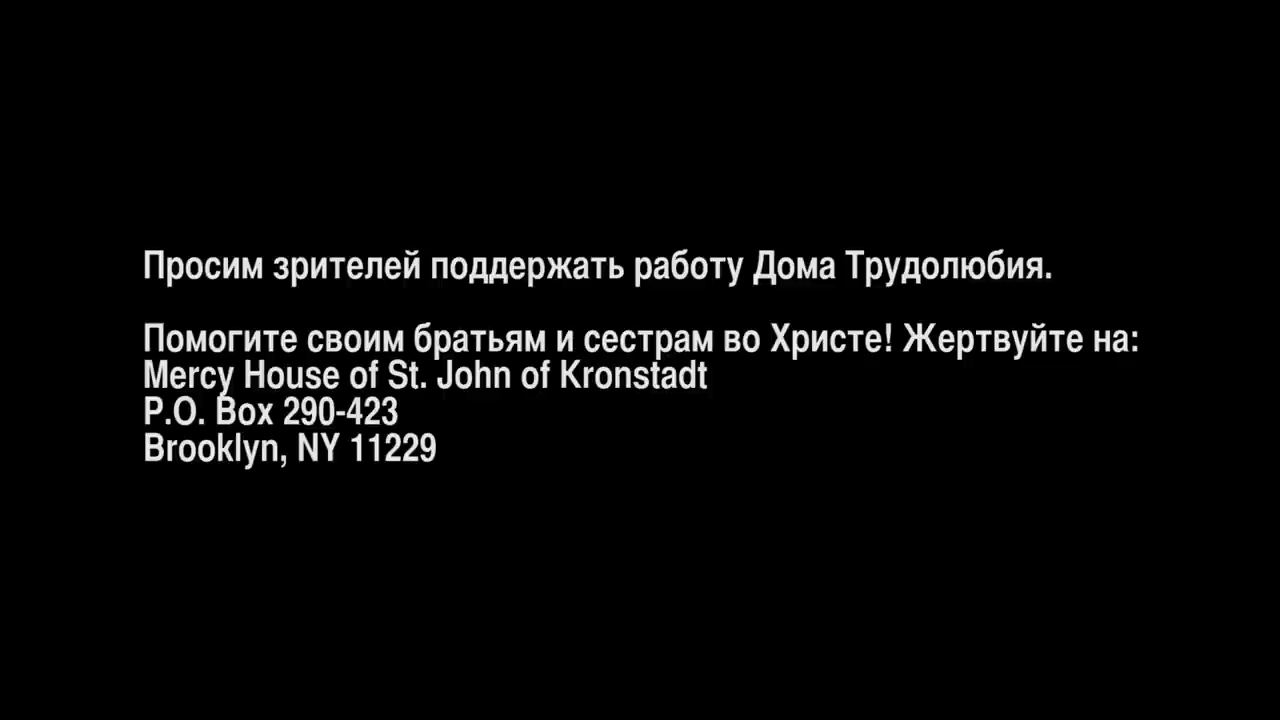 Просим зрителей поддержать работу Дома Трудолюбия.
Помогите своим братьям и сестрам во Христе! Жертвуйте на:
Mercy House of St. John of Kronstadt
P.O. Box 290-423
Brooklyn, NY 11229